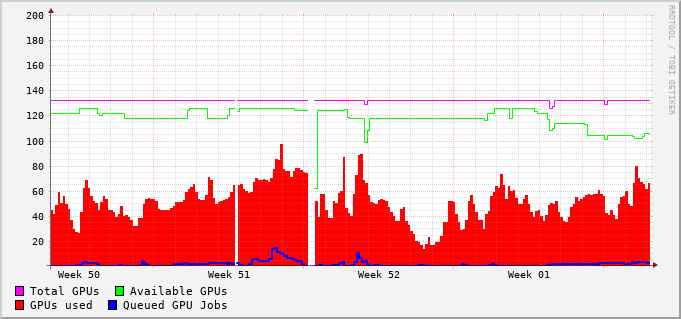 200
180
160
140
120
100
80
60
40
20
Week 50 Week 51 Week 52 Week 01
Total GPUs Available GPUs
GPUs used Queued GPU Jobs
RRDTOOL / TOBI OETIKER